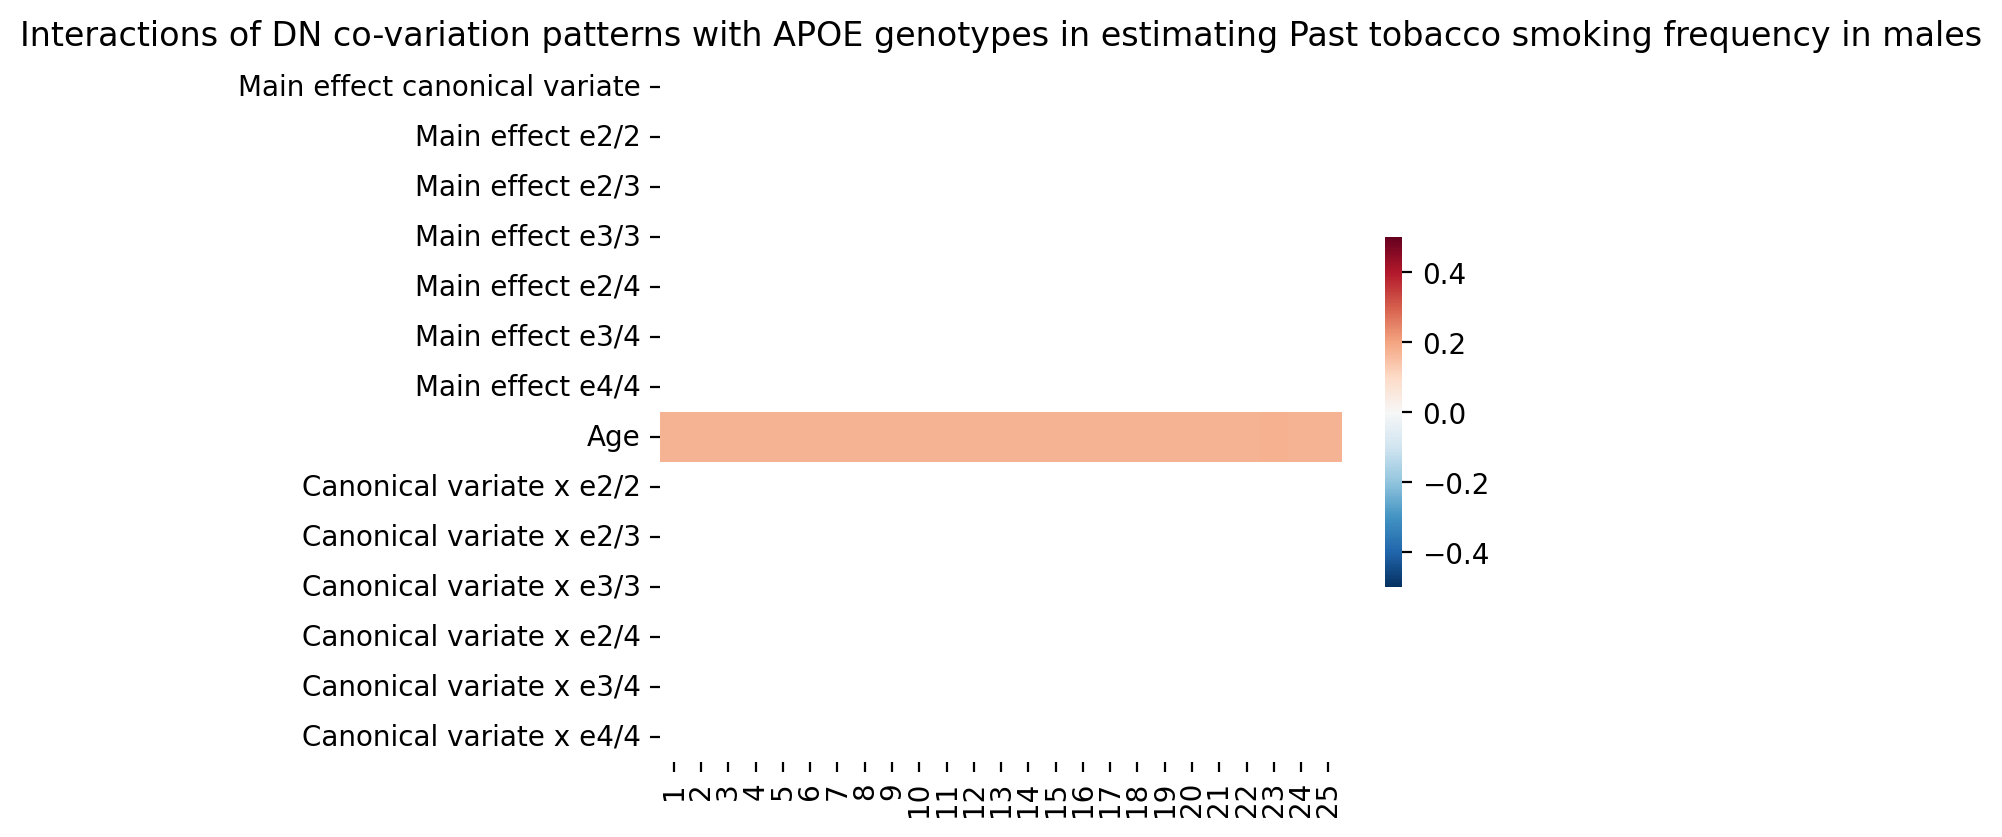 Interactions of DN co-variation patterns with APOE genotypes in estimating Past tobacco smoking frequency in males
Main effect canonical variate
Main effect e2/2
Main effect e2/3
Main effect e3/3
Main effect e2/4
Main effect e3/4
Main effect e4/4
Age
Canonical variate x e2/2
Canonical variate x e2/3
Canonical variate x e3/3
Canonical variate x e2/4
Canonical variate x e3/4
Canonical variate x e4/4
1 2 3 4 5 6 7 8 9 10 11 12 13 14 15 16 17 18 19 20 21 22 23 24 25
0.4
0.2
0.0
−0.2
−0.4